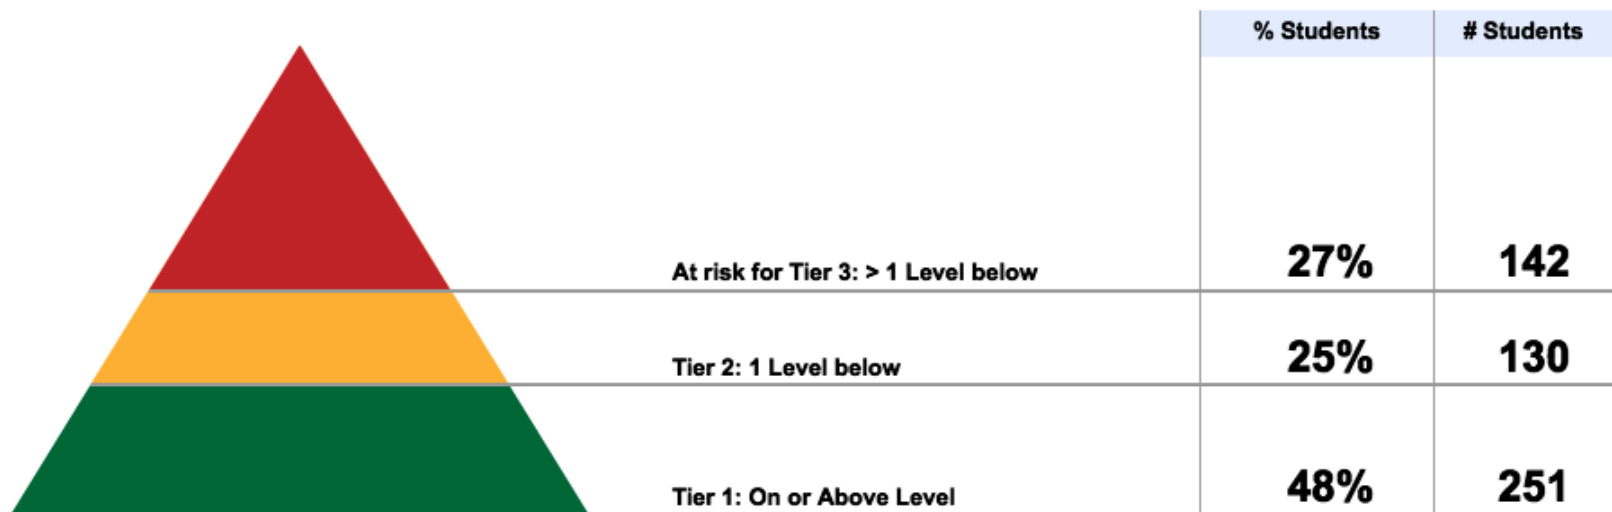 % Students # Students
At risk for Tier 3: > 1 Level below 27% 142
Tier 2: 1 Level below 25% 130
Tier 1: On or Above Level 48% 251